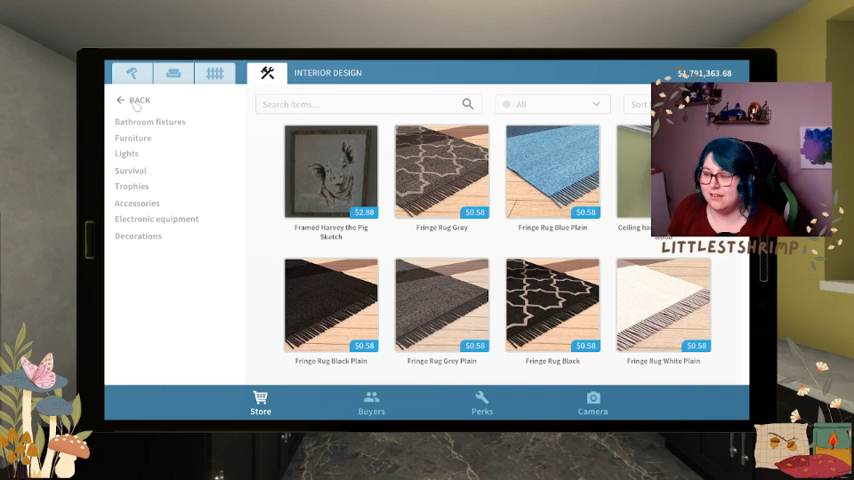 INTERIOR DESIGN
$1,791,363.68
BACK
Search items...
All
Sort
Bathroom fixtures
Furniture
Lights
Survival
Trophies
Accessories
Electronic equipment
Decorations
$2.88
$0.58
$0.58
Framed Harvey the Pig
Sketch
Fringe Rug Gray
Fringe Rug Blue Plain
Ceiling
LITTLESTSHRIMP
$0.58
$0.58
$0.58
$0.58
Fringe Rug Black Plain
Fringe Rug Grey Plain
Fringe Rug Black
Fringe Rug White Plain
Store
Buyers
Perks
Camera